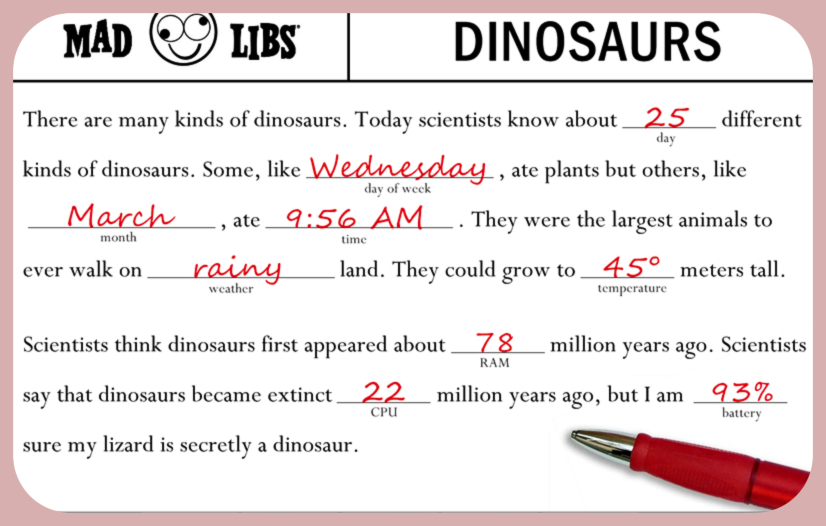 MAD LIBS DINOSAURS
There are many kinds of dinosaurs. Today scientists know about 25 different
day
kinds of dinosaurs. Some, like Wednesday , ate plants but others, like
day of week
March , ate 9:56 AM . They were the largest animals to
month time
ever walk on rainy land. They could grow to 45° meters tall.
weather temperature
Scientists think dinosaurs first appeared about 78 million years ago. Scientists
RAM
say that dinosaurs became extinct 22 million years ago, but I am 93%
CPU battery
sure my lizard is secretly a dinosaur.